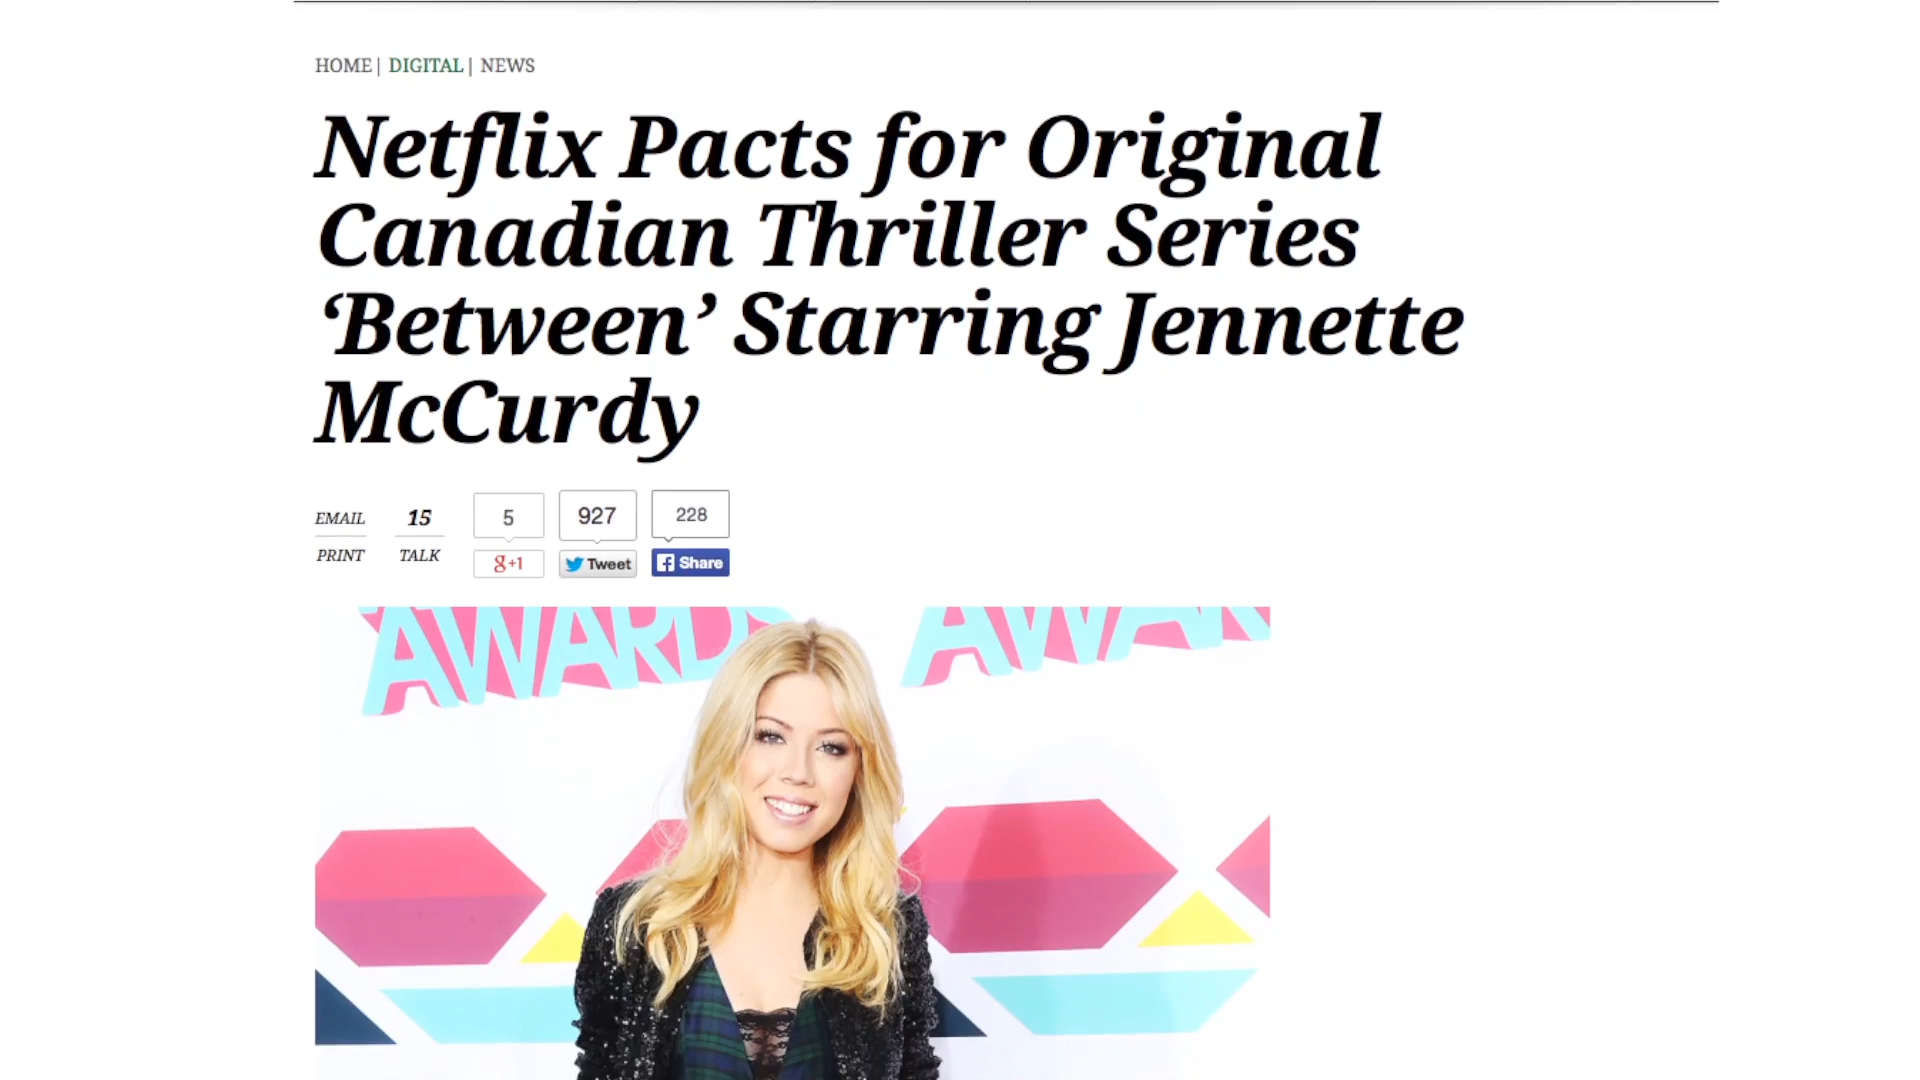 HOME | DIGITAL | NEWS
Netflix Pacts for Original
Canadian Thriller Series
‘Between’ Starring Jennette
McCurdy
EMAIL 15 5 927 228
PRINT TALK g+1 Tweet Share
AWARDS AWAR